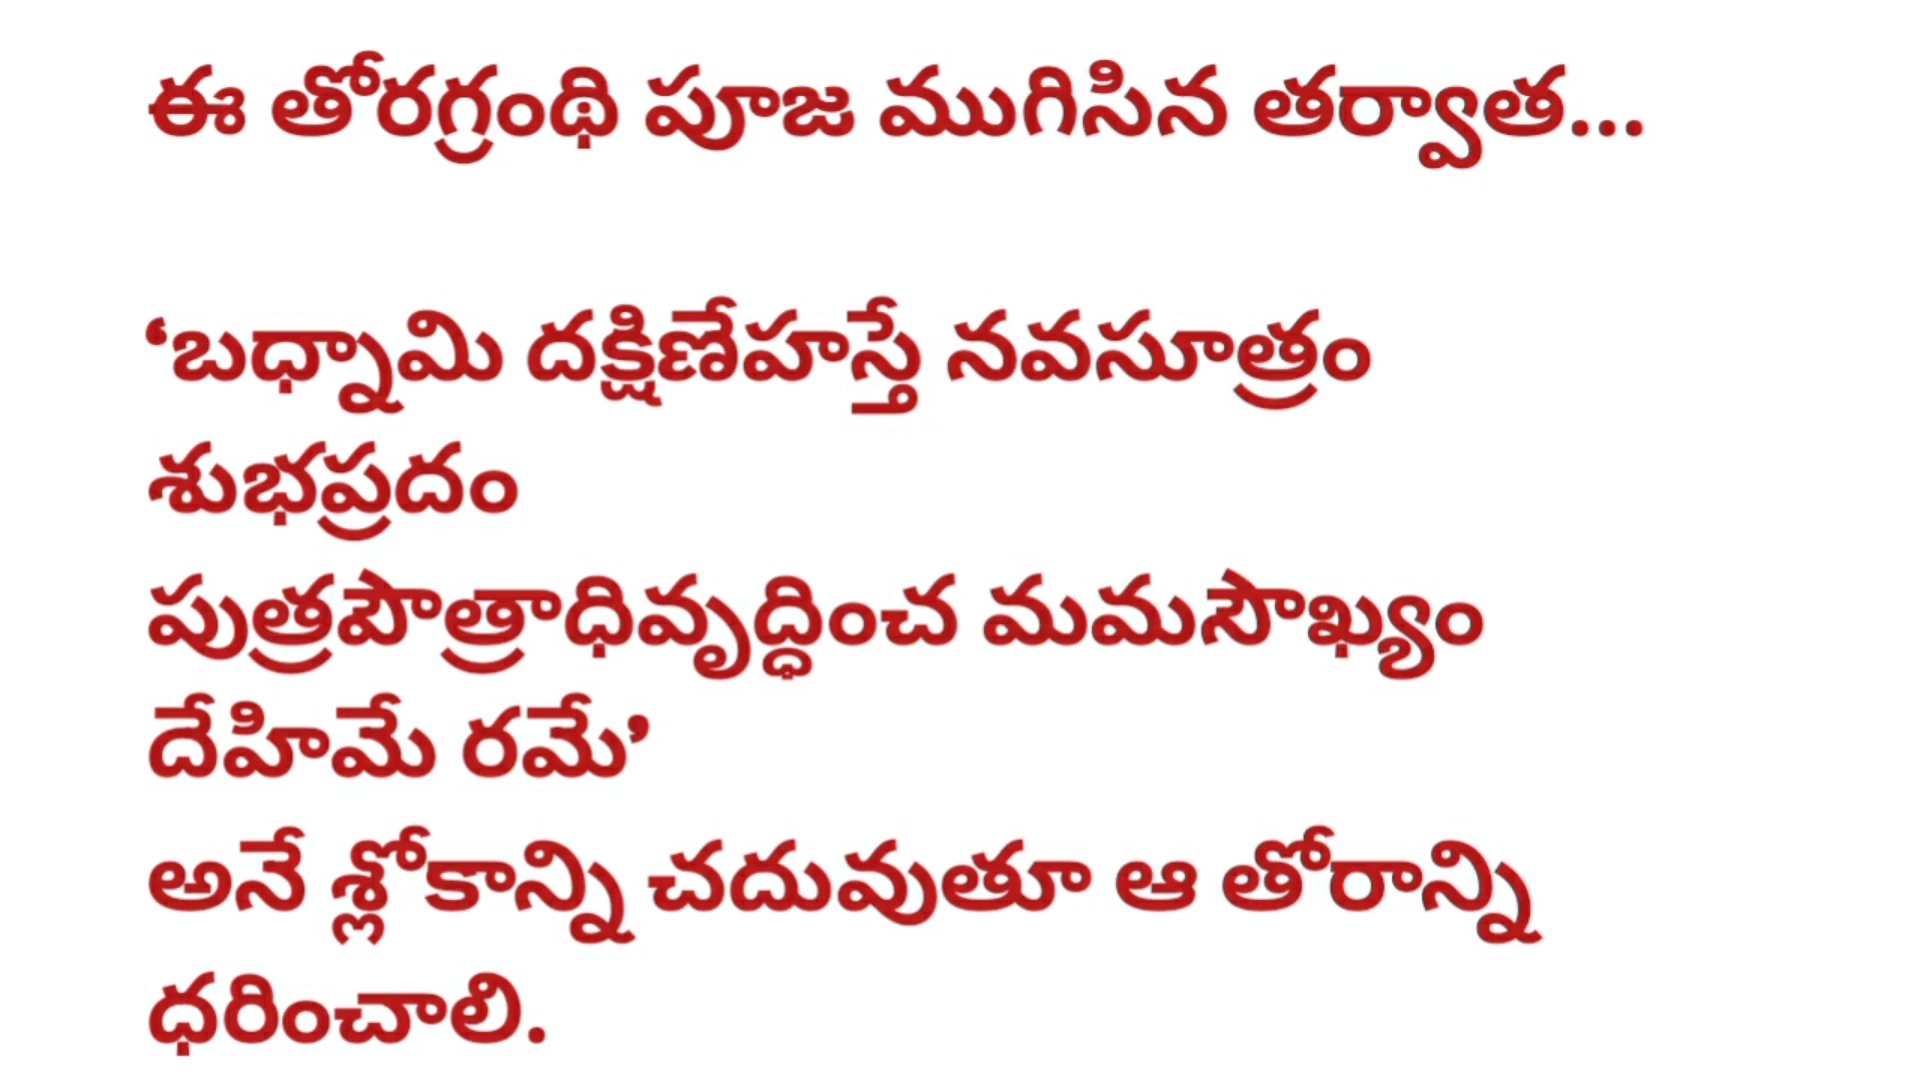 ఈ తోరగ్రంథి పూజ ముగిసిన తర్వాత...
‘బధ్నామి దక్షిణేహస్తే నవసూత్రం
శుభప్రదం
పుత్రపౌత్రాధివృద్ధించ మమసౌఖ్యం
దేహిమే రమే’
అనే శ్లోకాన్ని చదువుతూ ఆ తోరాన్ని
ధరించాలి.